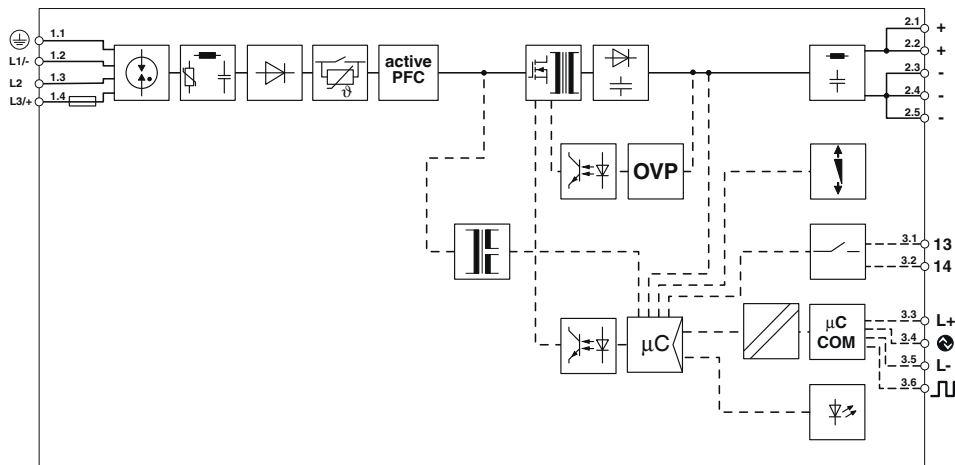 1.1
L1/- 1.2
L2 1.3
L3/+ 1.4
active
PFC
ϑ
2.1 +
2.2 +
2.3 -
2.4 -
2.5 -
OVP
3.1 13
3.2 14
µC
µC
COM
3.3 L+
3.4
3.5 L-
3.6